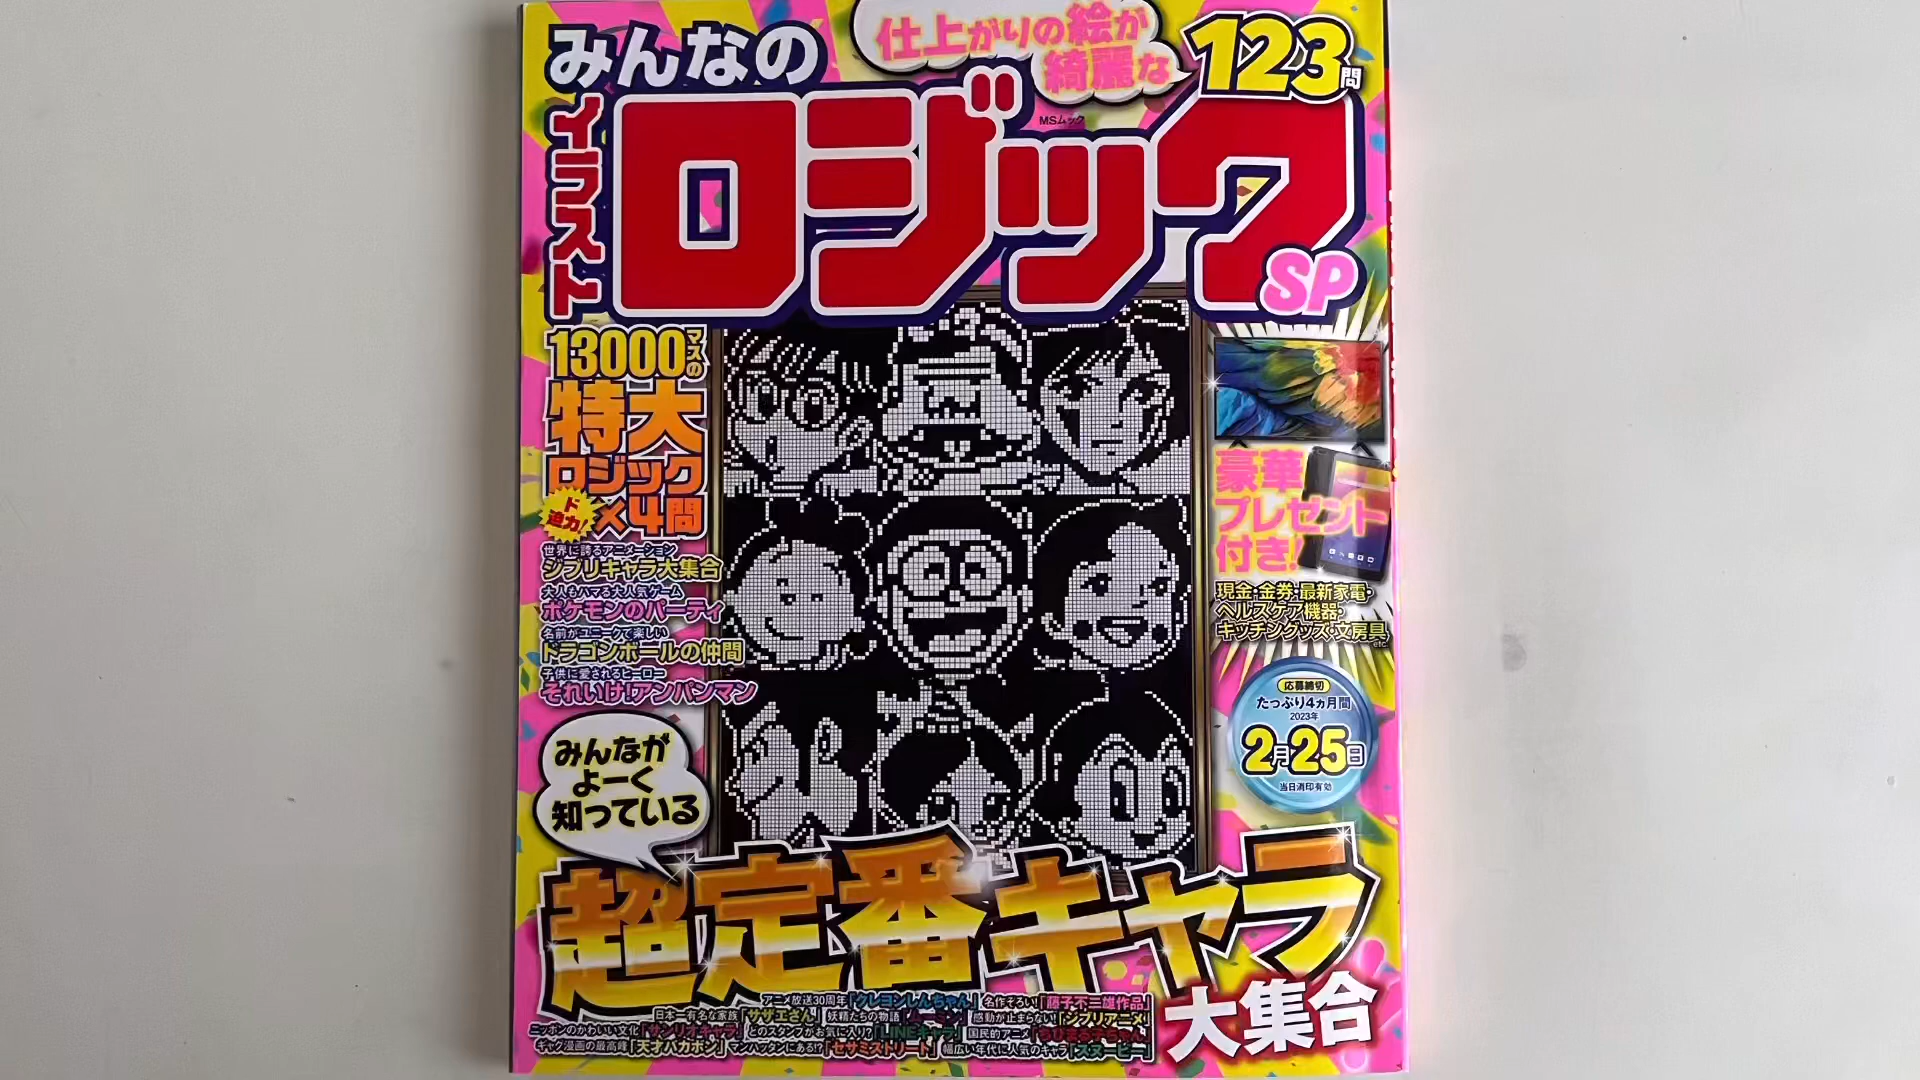 みんなの
イラスト
ロジック
SP
仕上がりの絵が
綺麗な
123問
MSムック
13000マスの
特大
ロジック
×4問
ド迫力!
世界に誇るアニメーション
ジブリキャラ大集合
大人もハマる大人気ゲーム
ポケモンのパーティ
名前がユニークで楽しい
ドラゴンボールの仲間
子供に愛されるヒーロー
それいけ!アンパンマン
豪華
プレゼント
付き!
現金・金券・最新家電・
ヘルスケア機器・
キッチングッズ・文房具
etc.
応募締切
たっぷり4ヵ月間
2023年
2月25日
当日消印有効
みんなが
よーく
知っている
超定番キャラ
大集合
アニメ放送30周年「クレヨンしんちゃん」 名作ぞろい!「藤子不二雄作品」
日本一有名な家族「サザエさん」 妖精たちの物語「ムーミン」 感動が止まらない!「ジブリアニメ」
ニッポンのかわいい文化「サンリオキャラ」 どのスタンプがお気に入り?「LINEキャラ」 国民的アニメ「ちびまる子ちゃん」
ギャグ漫画の最高峰「天才バカボン」 マンハッタンにある!?「セサミストリート」 幅広い年代に人気のキャラ「スヌーピー」